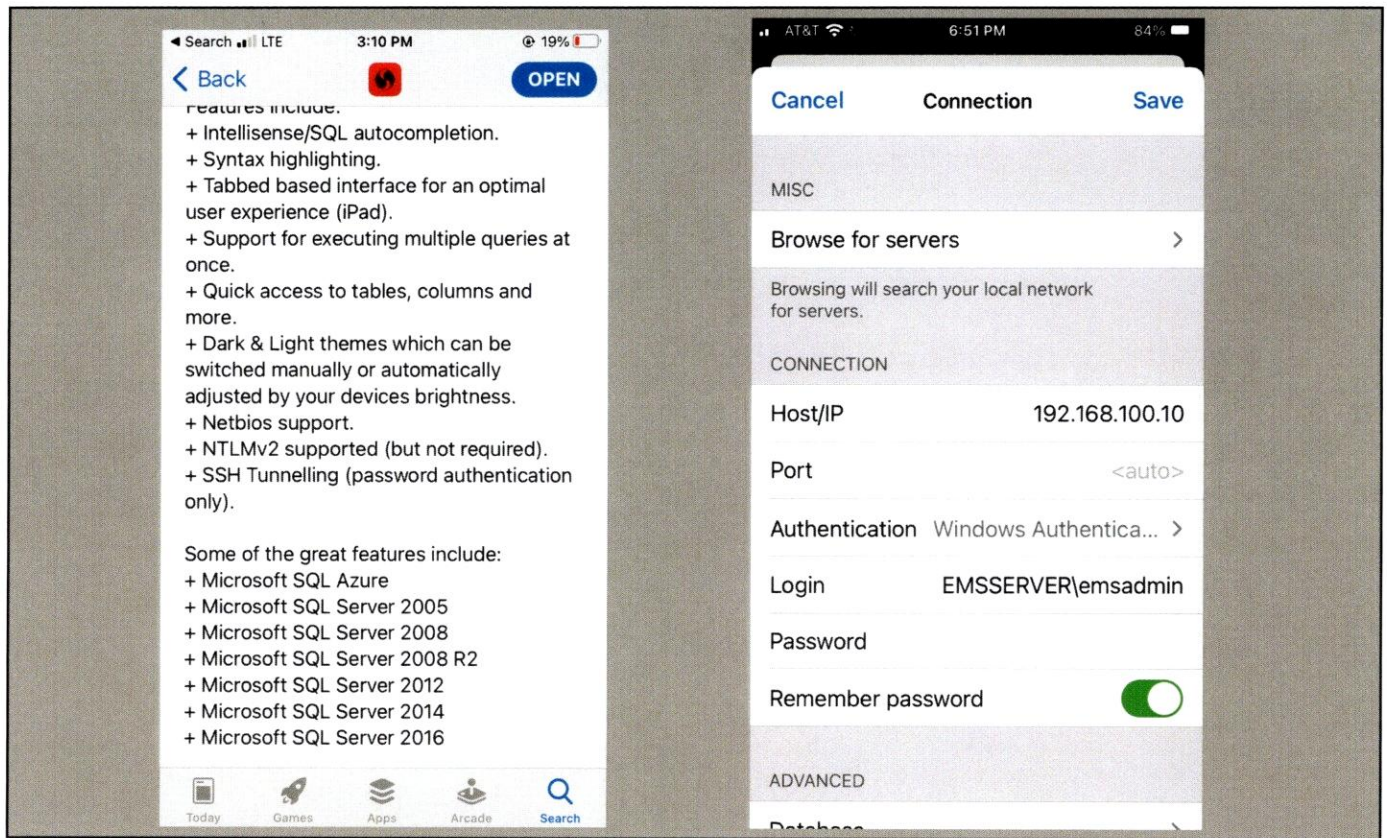 Search LTE 3:10 PM 19%
Back OPEN
Features include:
+ Intellisense/SQL autocompletion.
+ Syntax highlighting.
+ Tabbed based interface for an optimal
user experience (iPad).
+ Support for executing multiple queries at
once.
+ Quick access to tables, columns and
more.
+ Dark & Light themes which can be
switched manually or automatically
adjusted by your devices brightness.
+ Netbios support.
+ NTLMv2 supported (but not required).
+ SSH Tunnelling (password authentication
only).
Some of the great features include:
+ Microsoft SQL Azure
+ Microsoft SQL Server 2005
+ Microsoft SQL Server 2008
+ Microsoft SQL Server 2008 R2
+ Microsoft SQL Server 2012
+ Microsoft SQL Server 2014
+ Microsoft SQL Server 2016
Today Games Apps Arcade Search
AT&T 6:51 PM 84%
Cancel Connection Save
MISC
Browse for servers >
Browsing will search your local network
for servers.
CONNECTION
Host/IP 192.168.100.10
Port <auto>
Authentication Windows Authentica... >
Login EMSSERVER\emsadmin
Password
Remember password
ADVANCED
Database